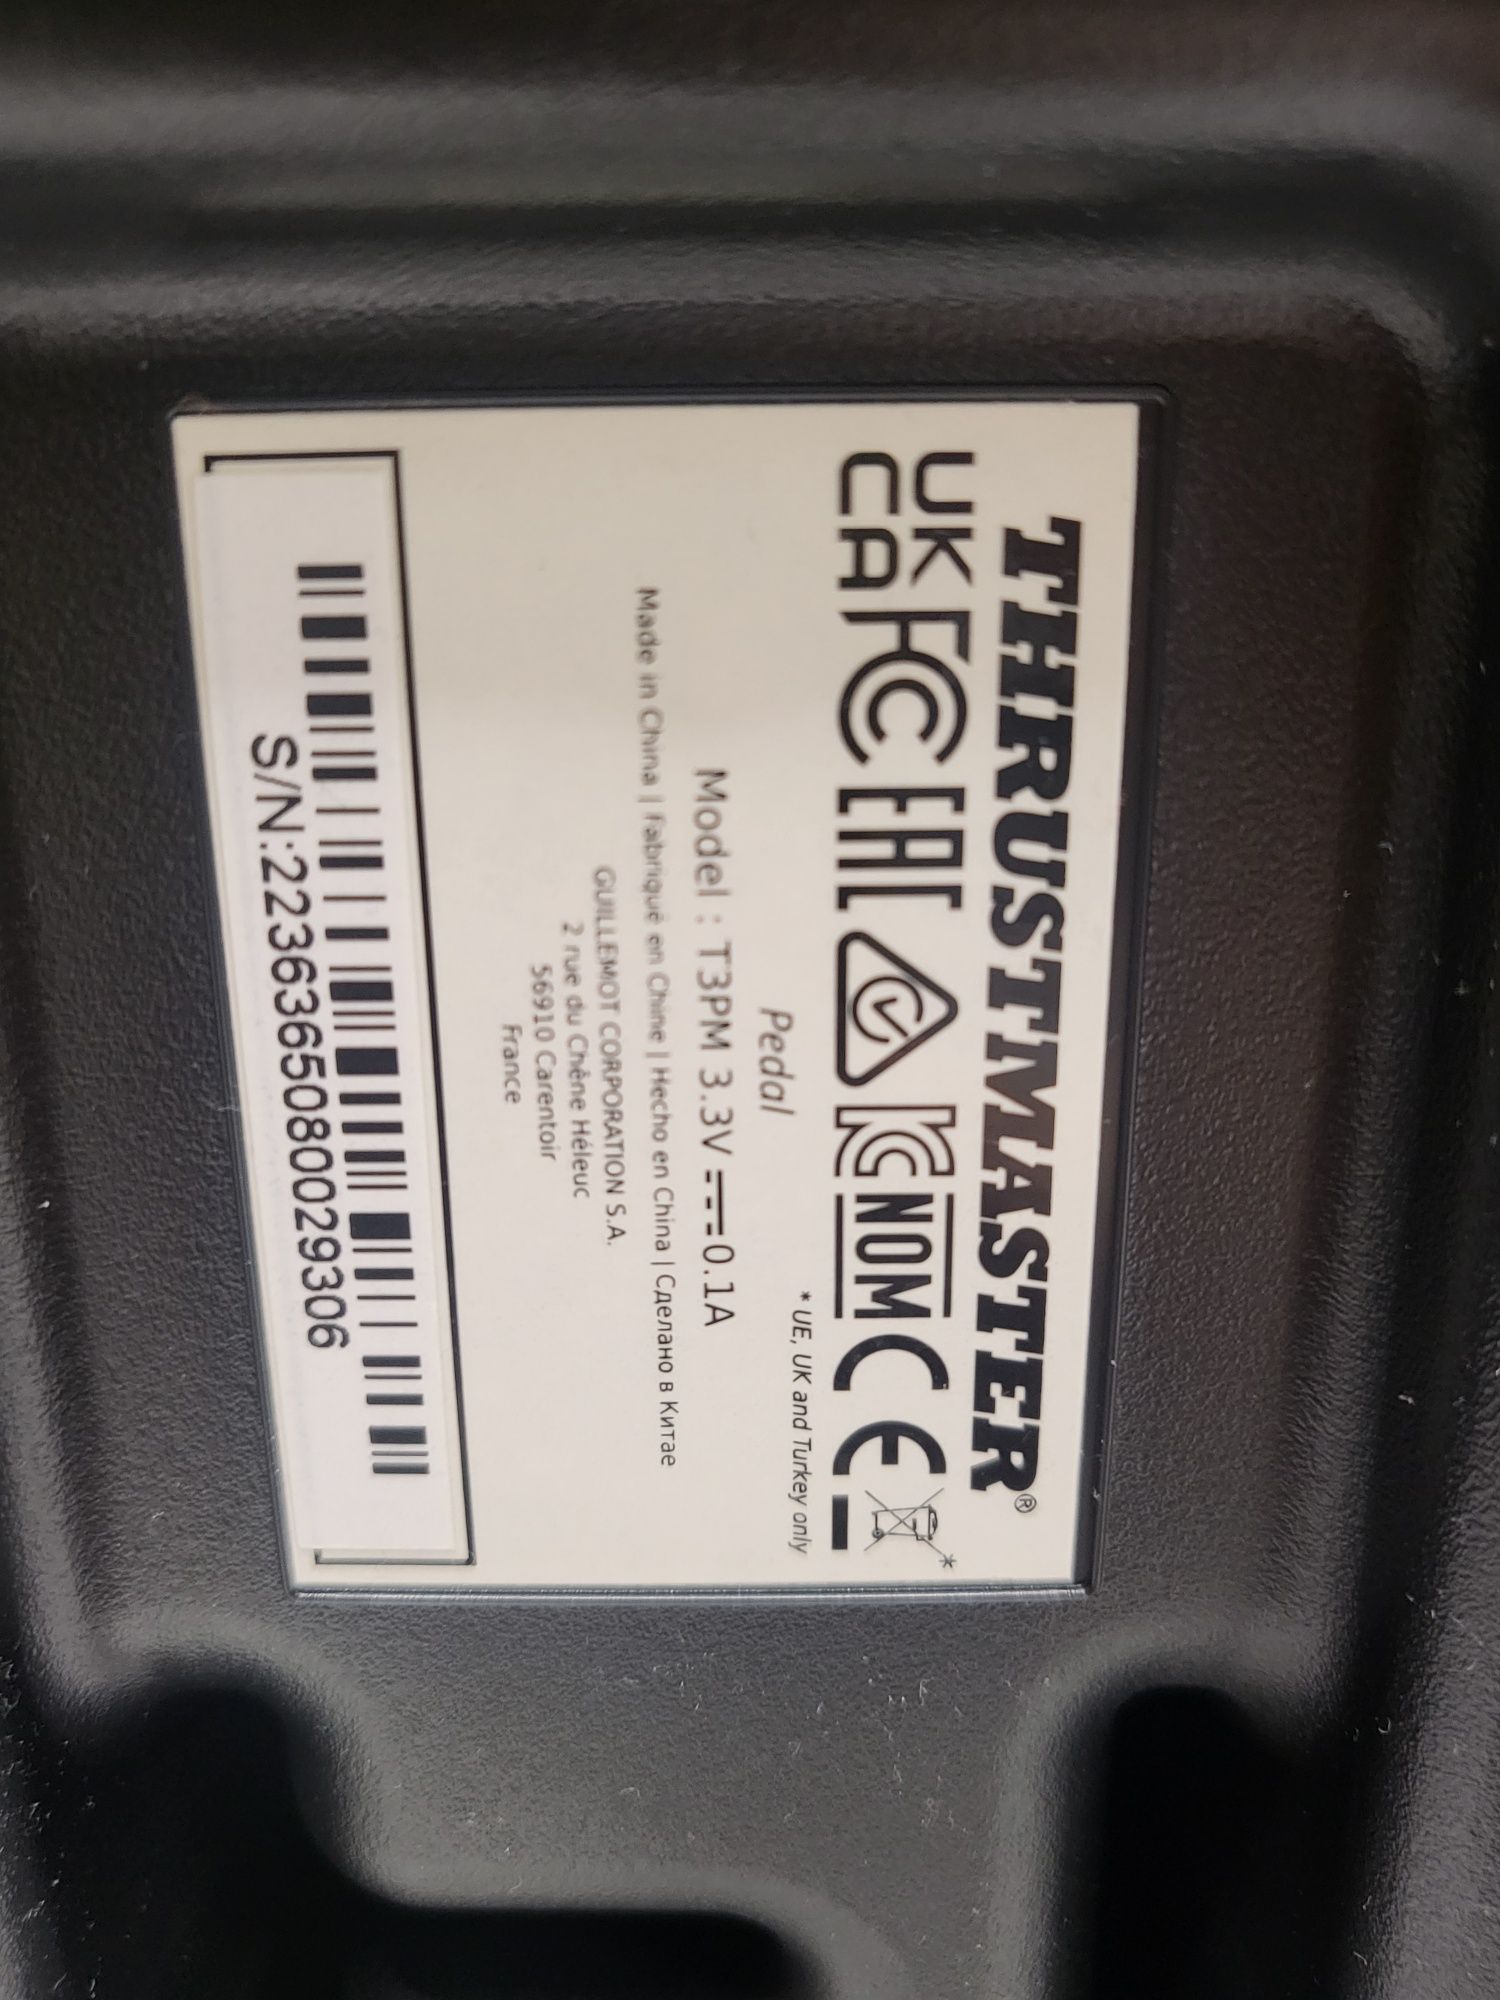 THRUSTMASTER®
UK CA FC EAC IC NOM CE *
* UE, UK and Turkey only
Pedal
Model : T3PM 3.3V ⎓0.1A
Made in China | Fabriqué en Chine | Hecho en China | Сделано в Китае
GUILLEMOT CORPORATION S.A.
2 rue du Chêne Héleuc
56910 Carentoir
France
S/N:2236365080029306